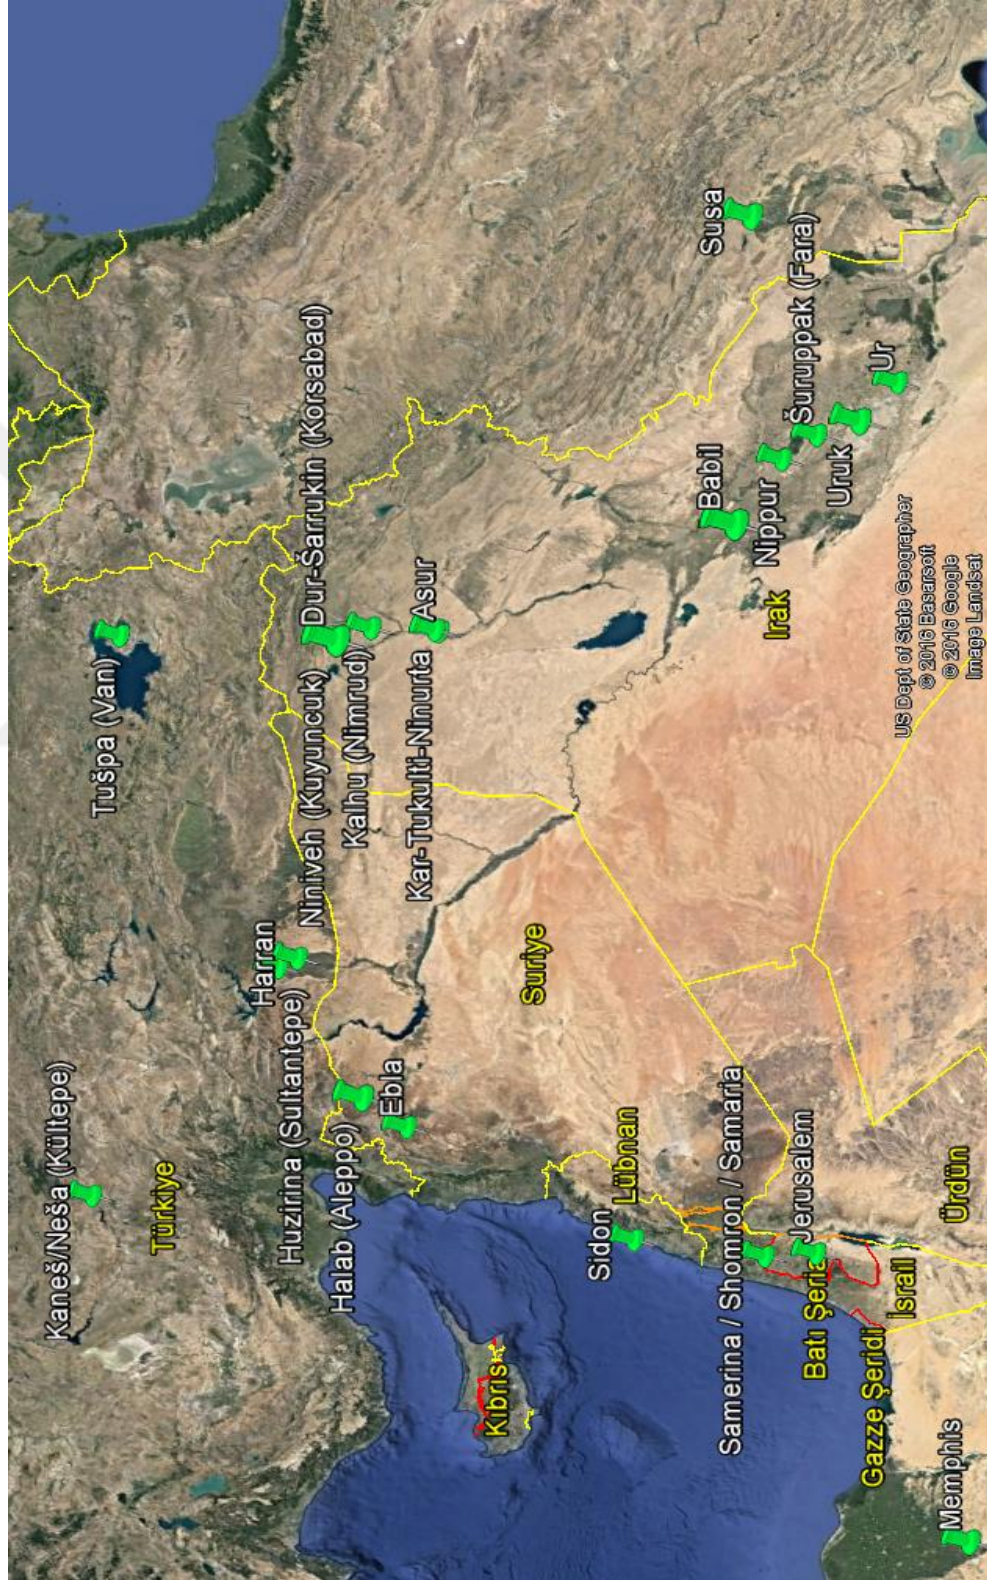 Kaneš/Neša (Kültepe)
Tušpa (Van)
Türkiye
Harran
Huzirina (Sultantepe)
Niniveh (Kuyuncuk)
Dur-Šarrukin (Korsabad)
Halab (Aleppo)
Kalhu (Nimrud)
Ebla
Kar-Tukulti-Ninurta
Asur
Kıbrıs
Suriye
Sidon
Lübnan
Babil
Susa
Samerina / Shomron / Samaria
Nippur
Irak
Jerusalem
Šuruppak (Fara)
Batı Şeria
Uruk
Ur
Gazze Şeridi
İsrail
Ürdün
Memphis
US Dept of State Geographer
© 2016 Basarsoft
© 2016 Google
Image Landsat